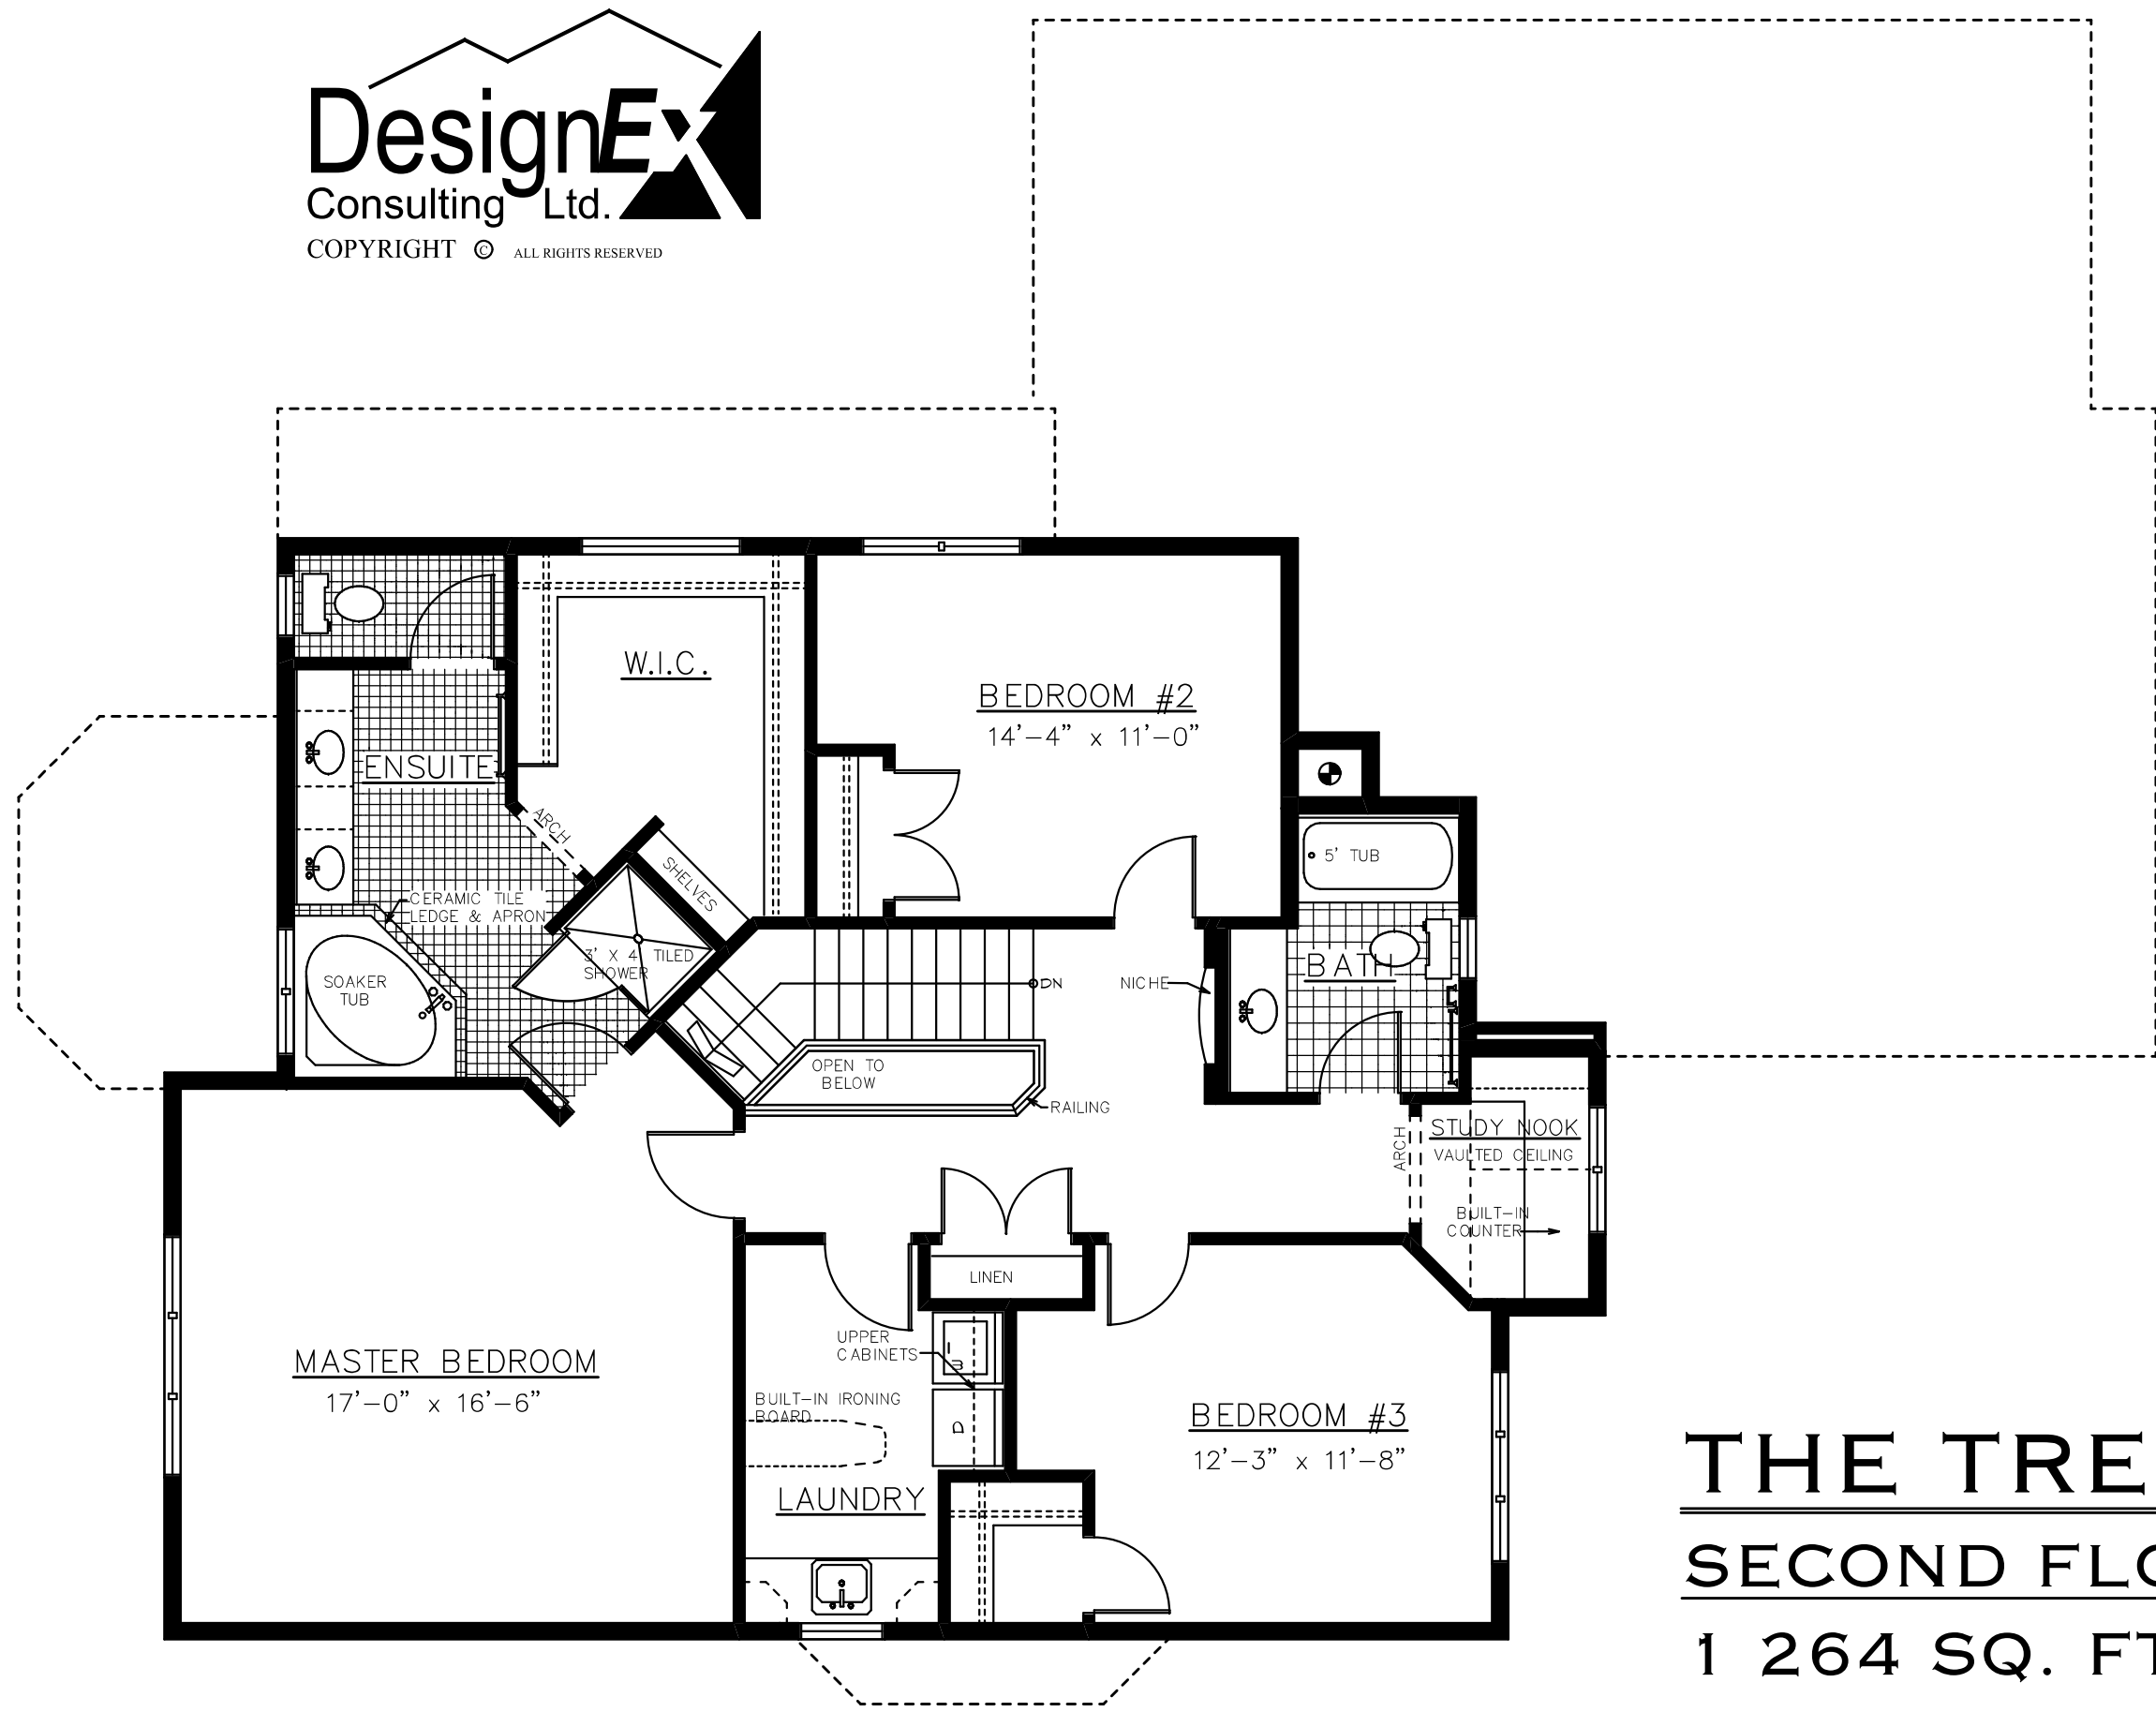 DesignEx
Consulting Ltd.
COPYRIGHT © ALL RIGHTS RESERVED
W.I.C.
BEDROOM #2
14'-4" x 11'-0"
ENSUITE
ARCH
SHELVES
5' TUB
CERAMIC TILE
LEDGE & APRON
3' X 4' TILED
SHOWER
SOAKER
TUB
DN
NICHE
BATH
OPEN TO
BELOW
RAILING
ARCH
STUDY NOOK
VAULTED CEILING
BUILT-IN
COUNTER
LINEN
UPPER
CABINETS
W
MASTER BEDROOM
17'-0" x 16'-6"
BUILT-IN IRONING
BOARD
D
BEDROOM #3
12'-3" x 11'-8"
LAUNDRY
THE TRE
SECOND FLO
1 264 SQ. FT